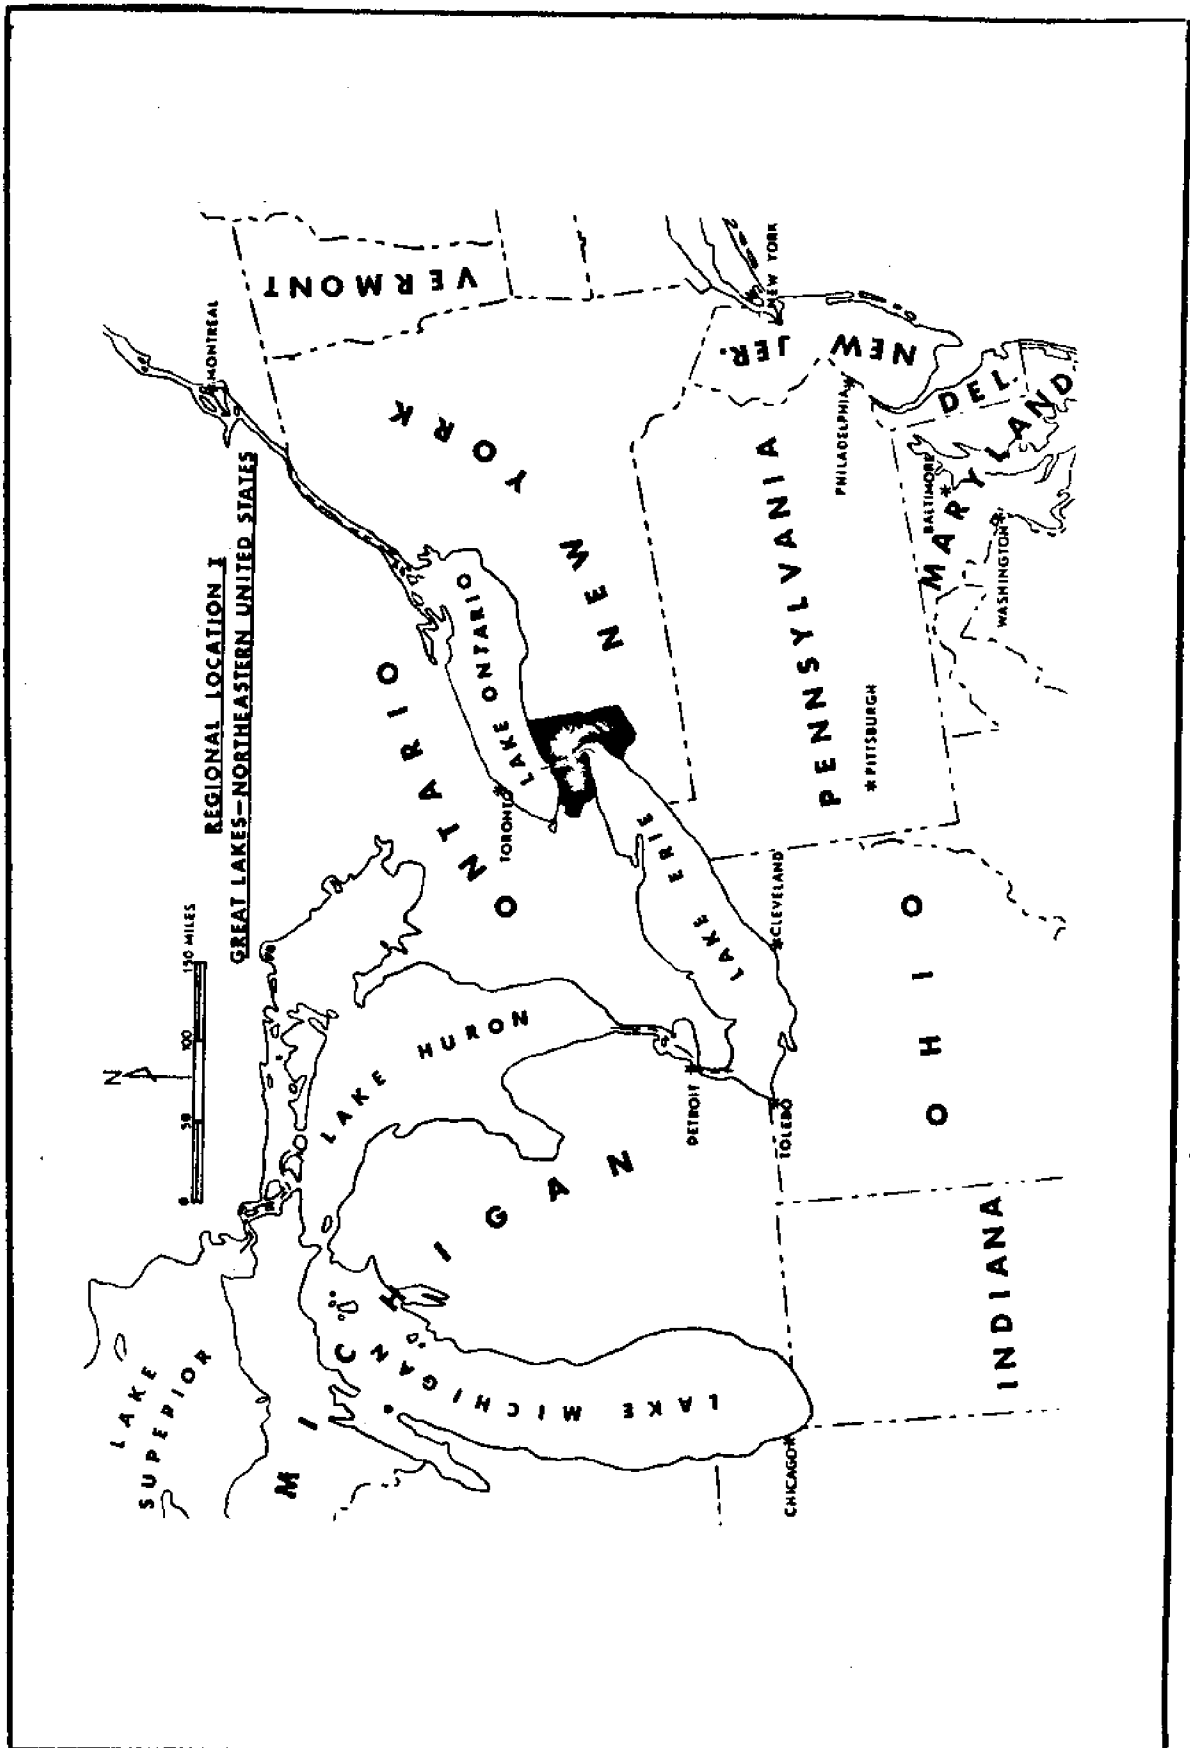 REGIONAL LOCATION I
GREAT LAKES–NORTHEASTERN UNITED STATES
N
0 50 100 150 MILES
LAKE
SUPERIOR
MICHIGAN
LAKE MICHIGAN
LAKE HURON
ONTARIO
LAKE ONTARIO
LAKE ERIE
MONTREAL
TORONTO
VERMONT
NEW YORK
NEW YORK
NEW
JER.
PENNSYLVANIA
PHILADELPHIA
PITTSBURGH
DEL.
MARYLAND
BALTIMORE
WASHINGTON
DETROIT
TOLEDO
CLEVELAND
CHICAGO
OHIO
INDIANA